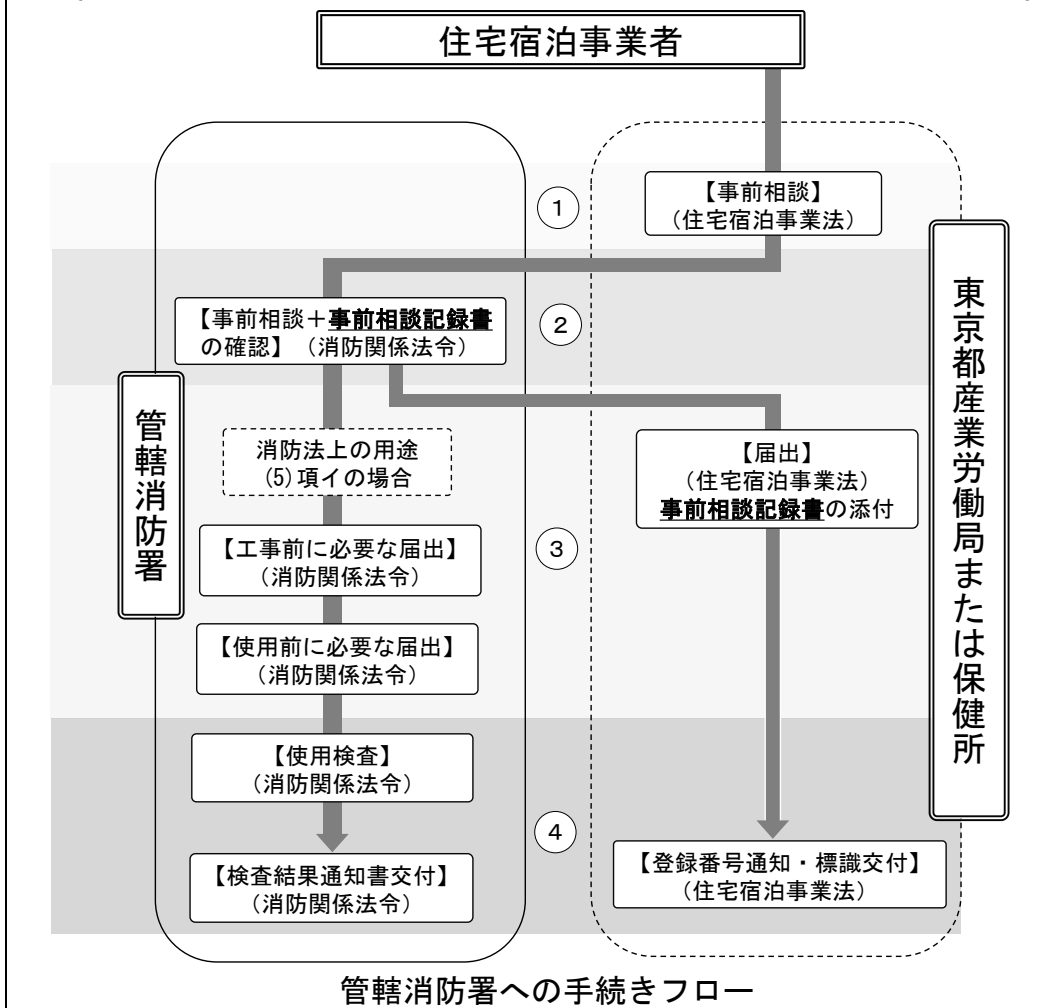 住宅宿泊事業者
①
【事前相談】
(住宅宿泊事業法)
②
【事前相談+事前相談記録書
の確認】(消防関係法令)
管轄消防署
東京都産業労働局または保健所
③
消防法上の用途
(5)項イの場合
【工事前に必要な届出】
(消防関係法令)
【使用前に必要な届出】
(消防関係法令)
【届出】
(住宅宿泊事業法)
事前相談記録書の添付
④
【使用検査】
(消防関係法令)
【検査結果通知書交付】
(消防関係法令)
【登録番号通知・標識交付】
(住宅宿泊事業法)
管轄消防署への手続きフロー